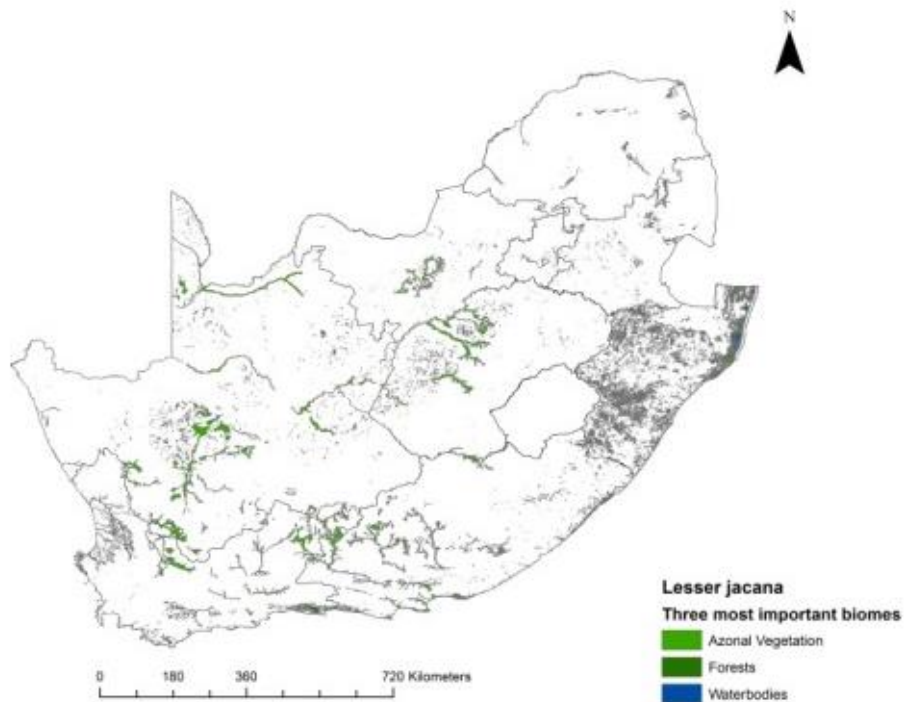 N
Lesser jacana
Three most important biomes
Azonal Vegetation
Forests
Waterbodies
0 180 360 720 Kilometers